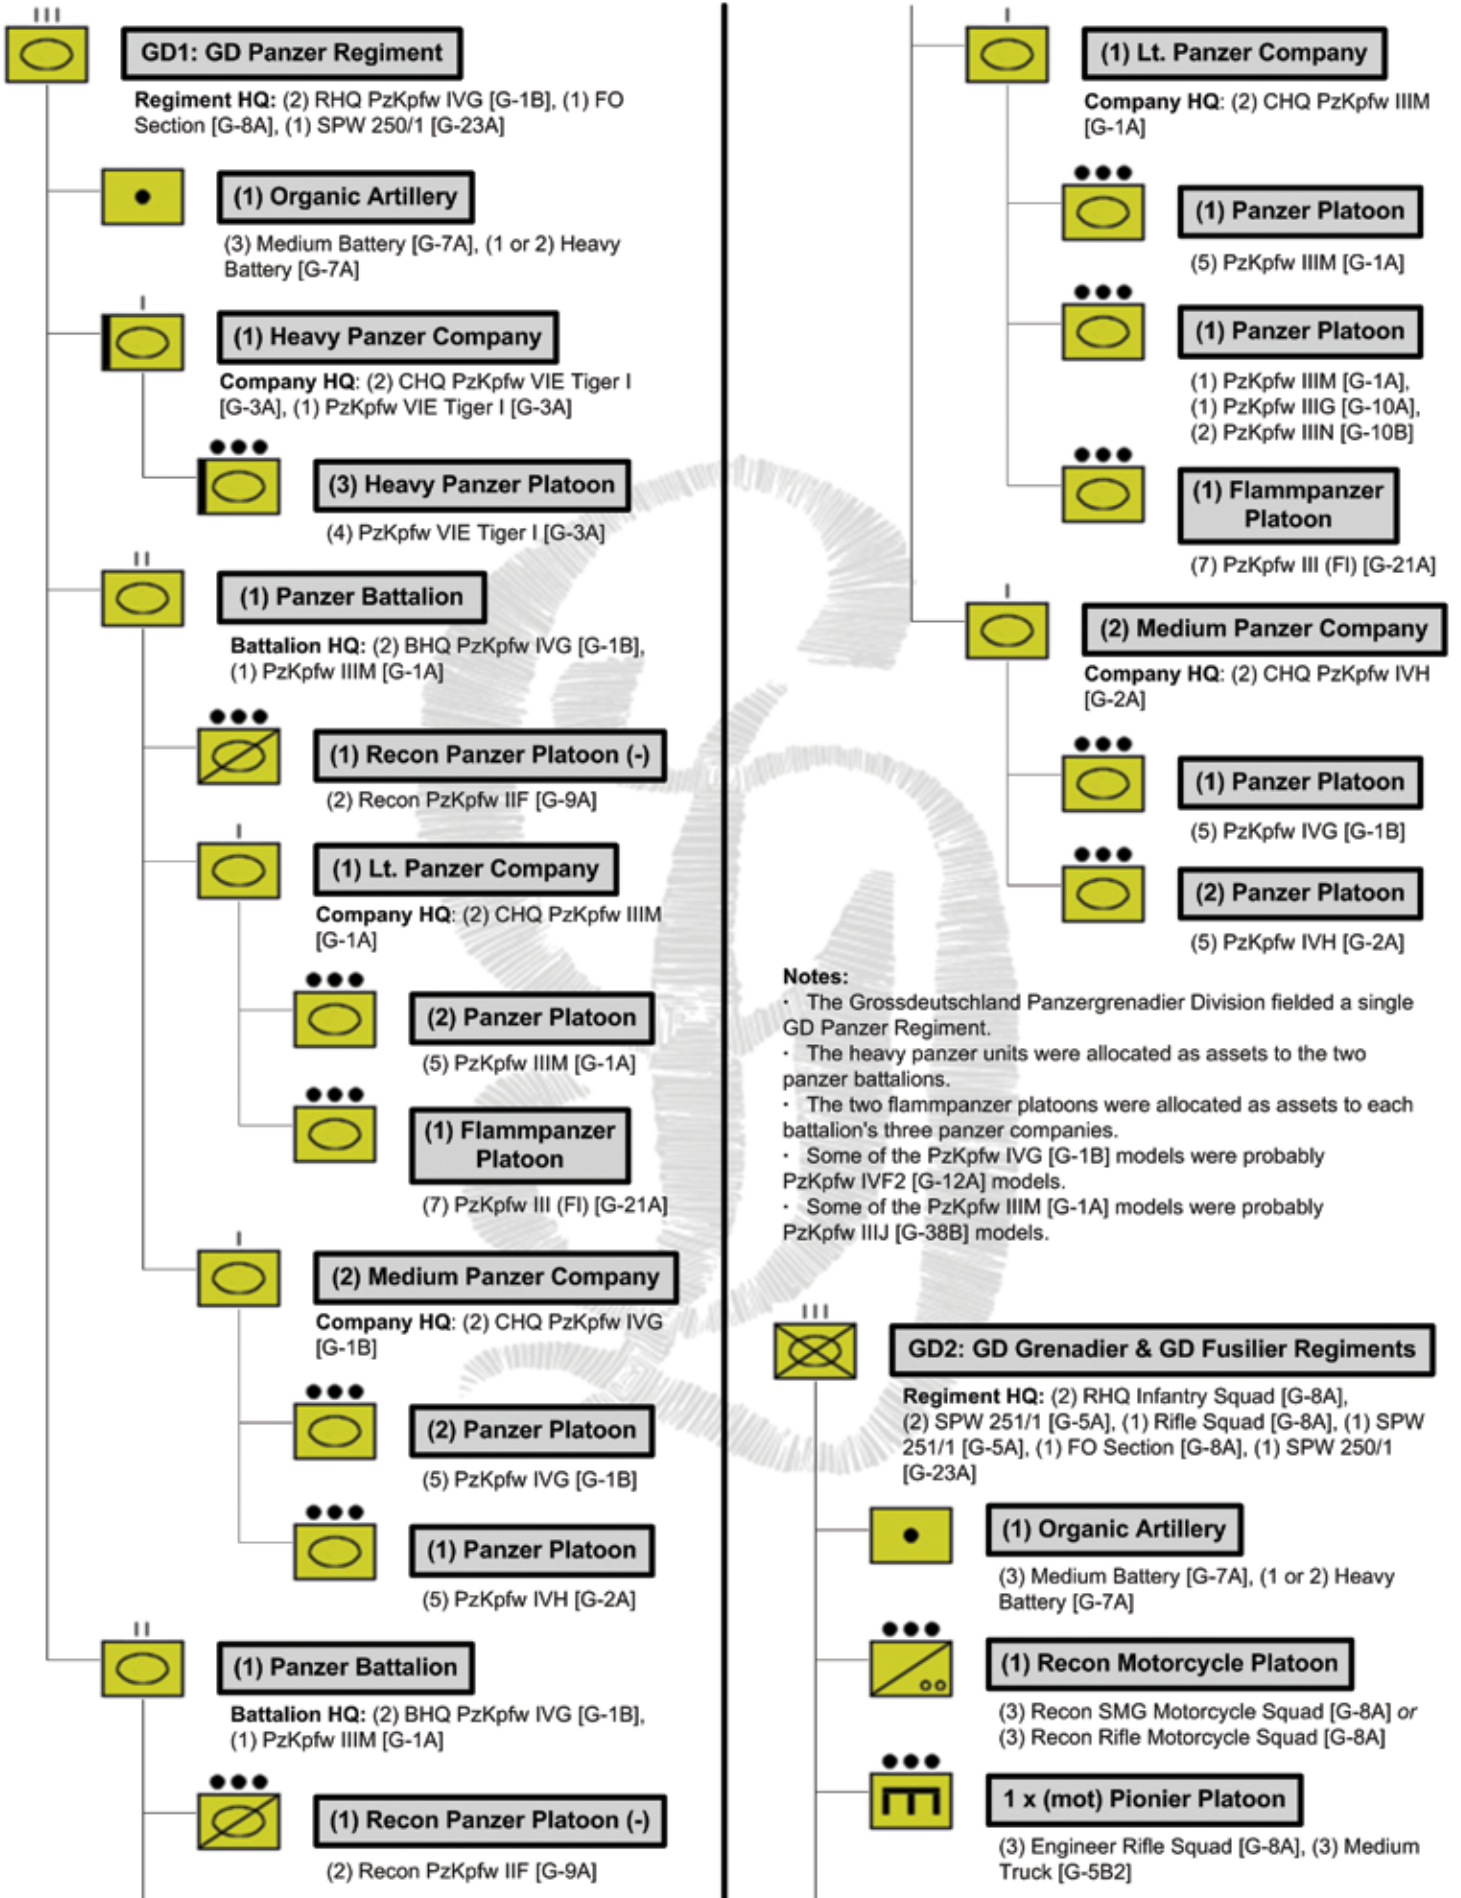 GD1: GD Panzer Regiment
Regiment HQ: (2) RHQ PzKpfw IVG [G-1B], (1) FO
Section [G-8A], (1) SPW 250/1 [G-23A]
(1) Organic Artillery
(3) Medium Battery [G-7A], (1 or 2) Heavy
Battery [G-7A]
(1) Heavy Panzer Company
Company HQ: (2) CHQ PzKpfw VIE Tiger I
[G-3A], (1) PzKpfw VIE Tiger I [G-3A]
(3) Heavy Panzer Platoon
(4) PzKpfw VIE Tiger I [G-3A]
(1) Panzer Battalion
Battalion HQ: (2) BHQ PzKpfw IVG [G-1B],
(1) PzKpfw IIIM [G-1A]
(1) Recon Panzer Platoon (-)
(2) Recon PzKpfw IIF [G-9A]
(1) Lt. Panzer Company
Company HQ: (2) CHQ PzKpfw IIIM
[G-1A]
(2) Panzer Platoon
(5) PzKpfw IIIM [G-1A]
(1) Flammpanzer
Platoon
(7) PzKpfw III (Fl) [G-21A]
(2) Medium Panzer Company
Company HQ: (2) CHQ PzKpfw IVG
[G-1B]
(2) Panzer Platoon
(5) PzKpfw IVG [G-1B]
(1) Panzer Platoon
(5) PzKpfw IVH [G-2A]
(1) Panzer Battalion
Battalion HQ: (2) BHQ PzKpfw IVG [G-1B],
(1) PzKpfw IIIM [G-1A]
(1) Recon Panzer Platoon (-)
(2) Recon PzKpfw IIF [G-9A]
(1) Lt. Panzer Company
Company HQ: (2) CHQ PzKpfw IIIM
[G-1A]
(1) Panzer Platoon
(5) PzKpfw IIIM [G-1A]
(1) Panzer Platoon
(1) PzKpfw IIIM [G-1A],
(1) PzKpfw IIIG [G-10A],
(2) PzKpfw IIIN [G-10B]
(1) Flammpanzer
Platoon
(7) PzKpfw III (Fl) [G-21A]
(2) Medium Panzer Company
Company HQ: (2) CHQ PzKpfw IVH
[G-2A]
(1) Panzer Platoon
(5) PzKpfw IVG [G-1B]
(2) Panzer Platoon
(5) PzKpfw IVH [G-2A]
Notes:
· The Grossdeutschland Panzergrenadier Division fielded a single
GD Panzer Regiment.
· The heavy panzer units were allocated as assets to the two
panzer battalions.
· The two flammpanzer platoons were allocated as assets to each
battalion's three panzer companies.
· Some of the PzKpfw IVG [G-1B] models were probably
PzKpfw IVF2 [G-12A] models.
· Some of the PzKpfw IIIM [G-1A] models were probably
PzKpfw IIIJ [G-38B] models.
GD2: GD Grenadier & GD Fusilier Regiments
Regiment HQ: (2) RHQ Infantry Squad [G-8A],
(2) SPW 251/1 [G-5A], (1) Rifle Squad [G-8A], (1) SPW
251/1 [G-5A], (1) FO Section [G-8A], (1) SPW 250/1
[G-23A]
(1) Organic Artillery
(3) Medium Battery [G-7A], (1 or 2) Heavy
Battery [G-7A]
(1) Recon Motorcycle Platoon
(3) Recon SMG Motorcycle Squad [G-8A] or
(3) Recon Rifle Motorcycle Squad [G-8A]
1 x (mot) Pionier Platoon
(3) Engineer Rifle Squad [G-8A], (3) Medium
Truck [G-5B2]